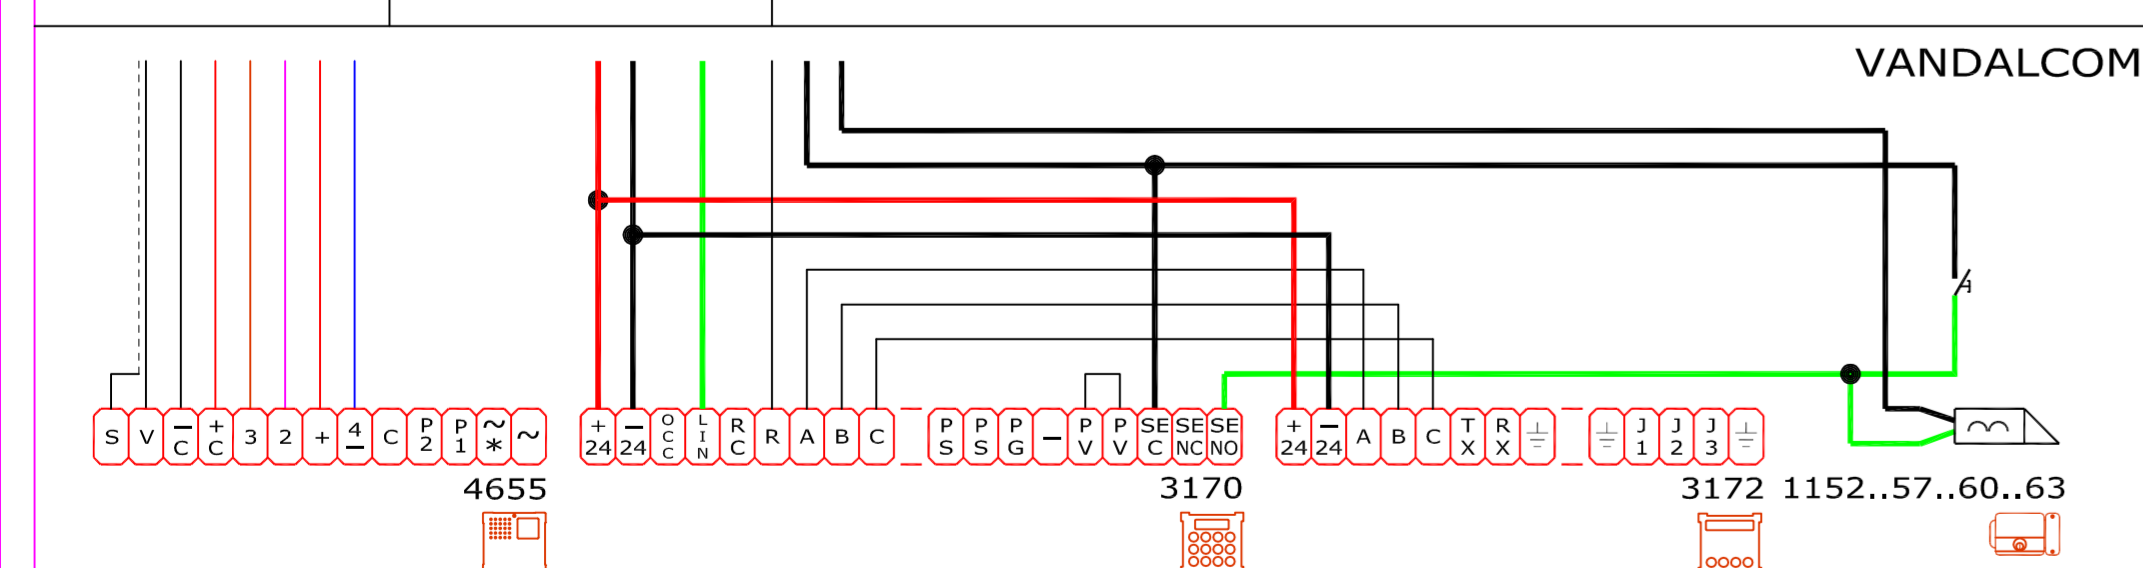 VANDALCOM
A
S V −C +C 3 2 + 4− C P2 P1 ~* ~
+24 −24 OCC LIN RC R A B C
PS PS PG − PV PV SEC SENC SENO
+24 −24 A B C TX RX
J1 J2 J3
4655 3170 3172 1152..57..60..63